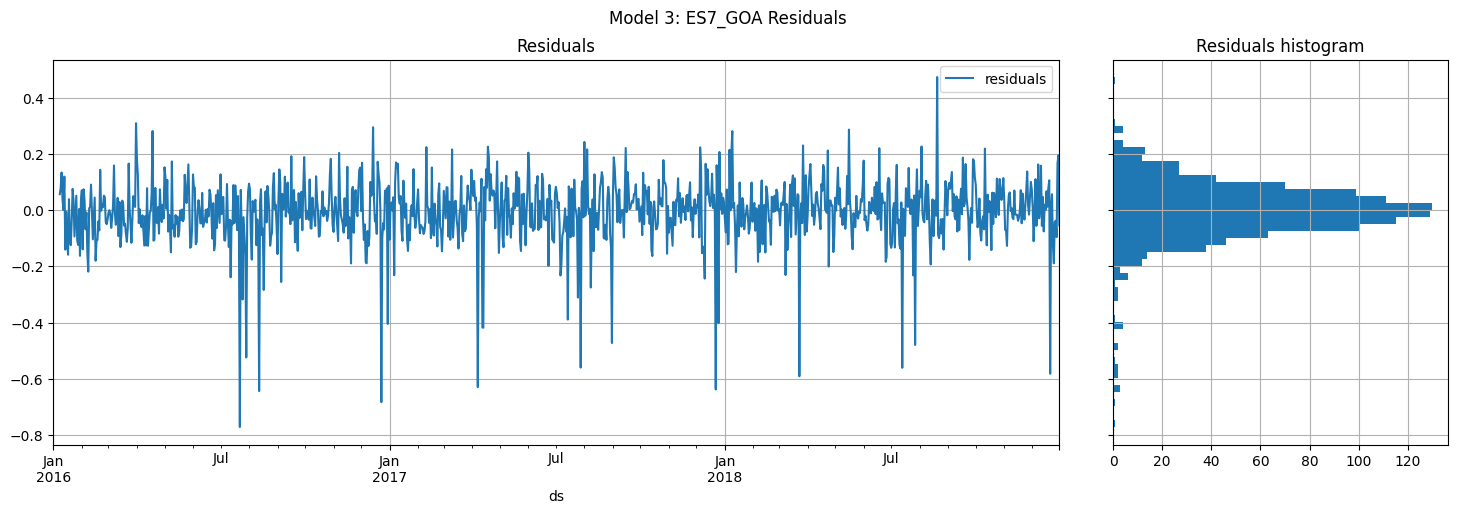 Model 3: ES7_GOA Residuals
Residuals
Residuals histogram
residuals
0.4
0.2
0.0
−0.2
−0.4
−0.6
−0.8
Jan Jul Jan Jul Jan Jul
2016 2017 2018
0 20 40 60 80 100 120
ds